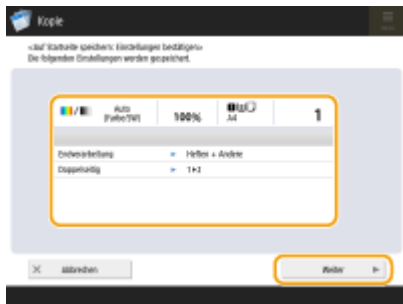 Kopie
<Auf Startseite speichern: Einstellungen bestätigen>
Die folgenden Einstellungen werden gespeichert.
Auto
(Farbe/SW)
100%
A4
1
Endverarbeitung ► Heften + Andere
Doppelseitig ► 1►2
Abbrechen
Weiter